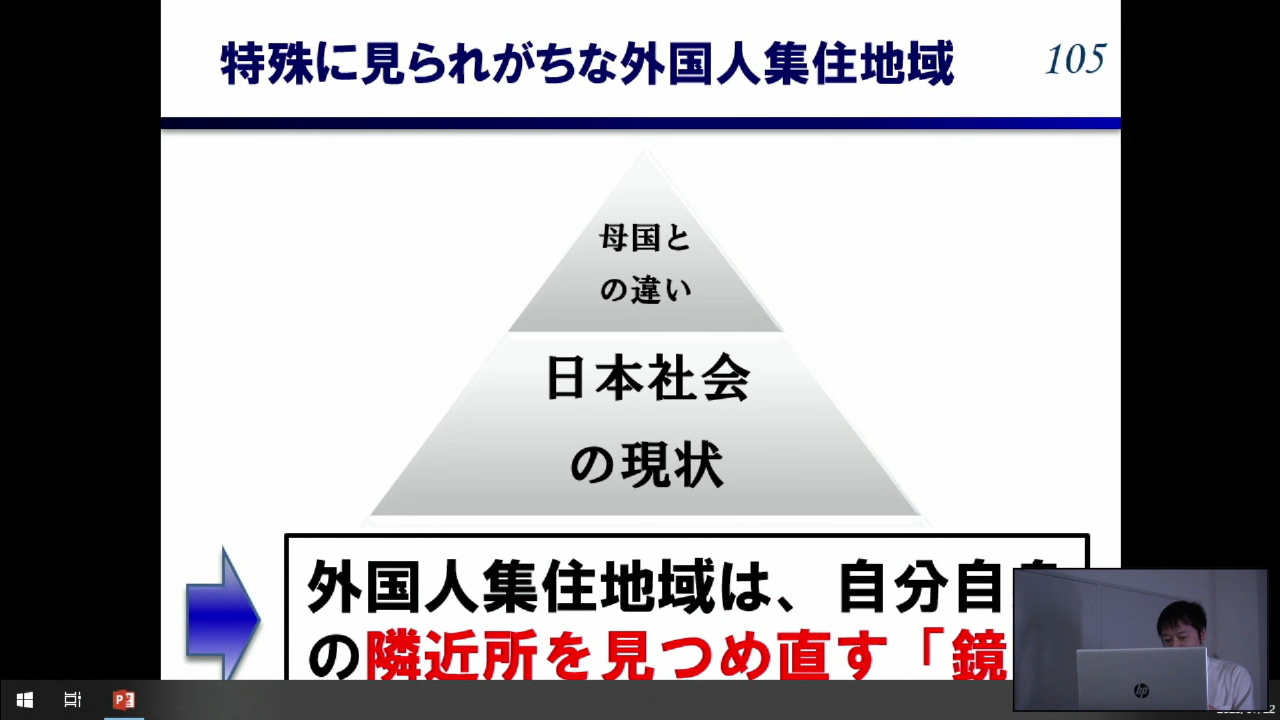 特殊に見られがちな外国人集住地域
105
母国と
の違い
日本社会
の現状
外国人集住地域は、自分自
の隣近所を見つめ直す「鏡
hp